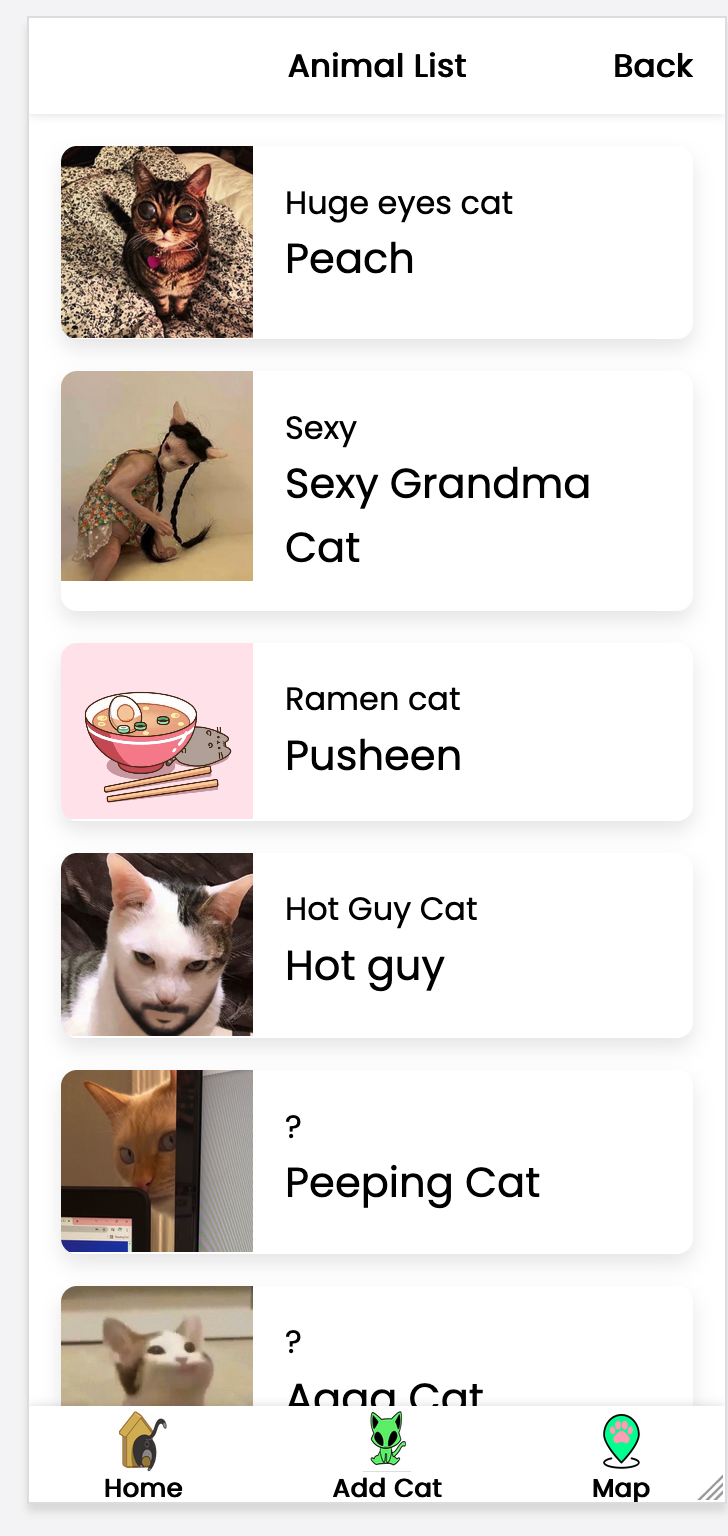 Animal List
Back
Huge eyes cat
Peach
Sexy
Sexy Grandma
Cat
Ramen cat
Pusheen
Hot Guy Cat
Hot guy
?
Peeping Cat
?
Aggg Cat
Home
Add Cat
Map